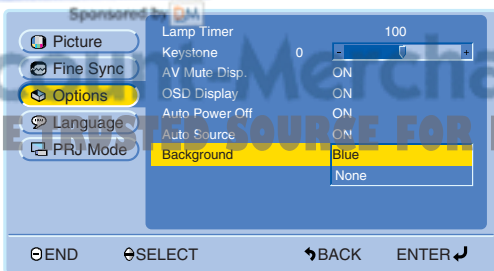 Sponsored by DM
Picture
Fine Sync
Options
Language
PRJ Mode
Lamp Timer 100
Keystone 0 - +
AV Mute Disp. ON
OSD Display ON
Auto Power Off ON
Auto Source ON
Background Blue
None
END SELECT BACK ENTER